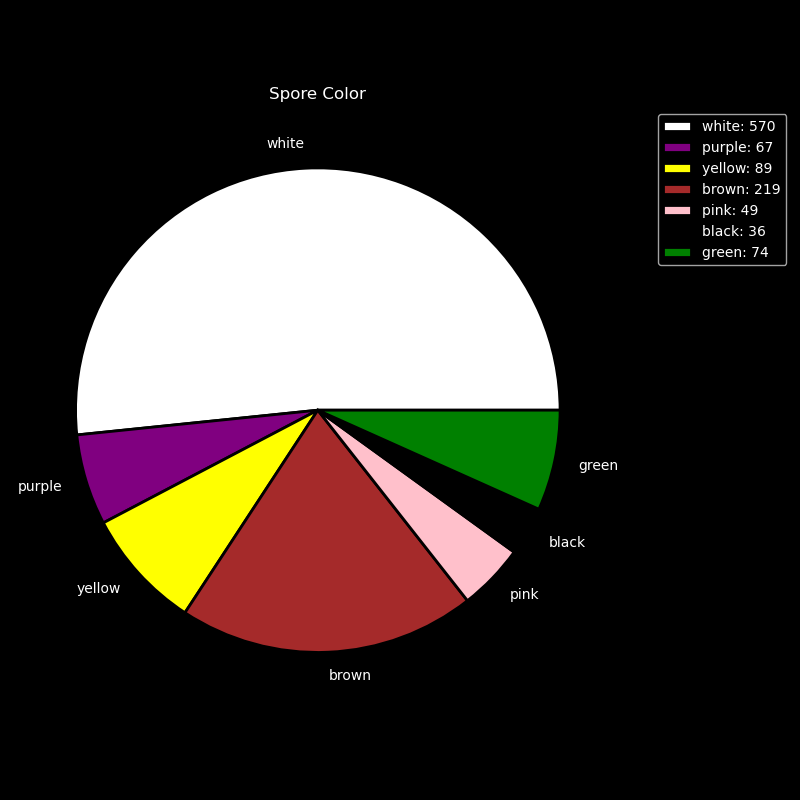 Spore Color
white
purple
yellow
brown
pink
black
green
white: 570
purple: 67
yellow: 89
brown: 219
pink: 49
black: 36
green: 74